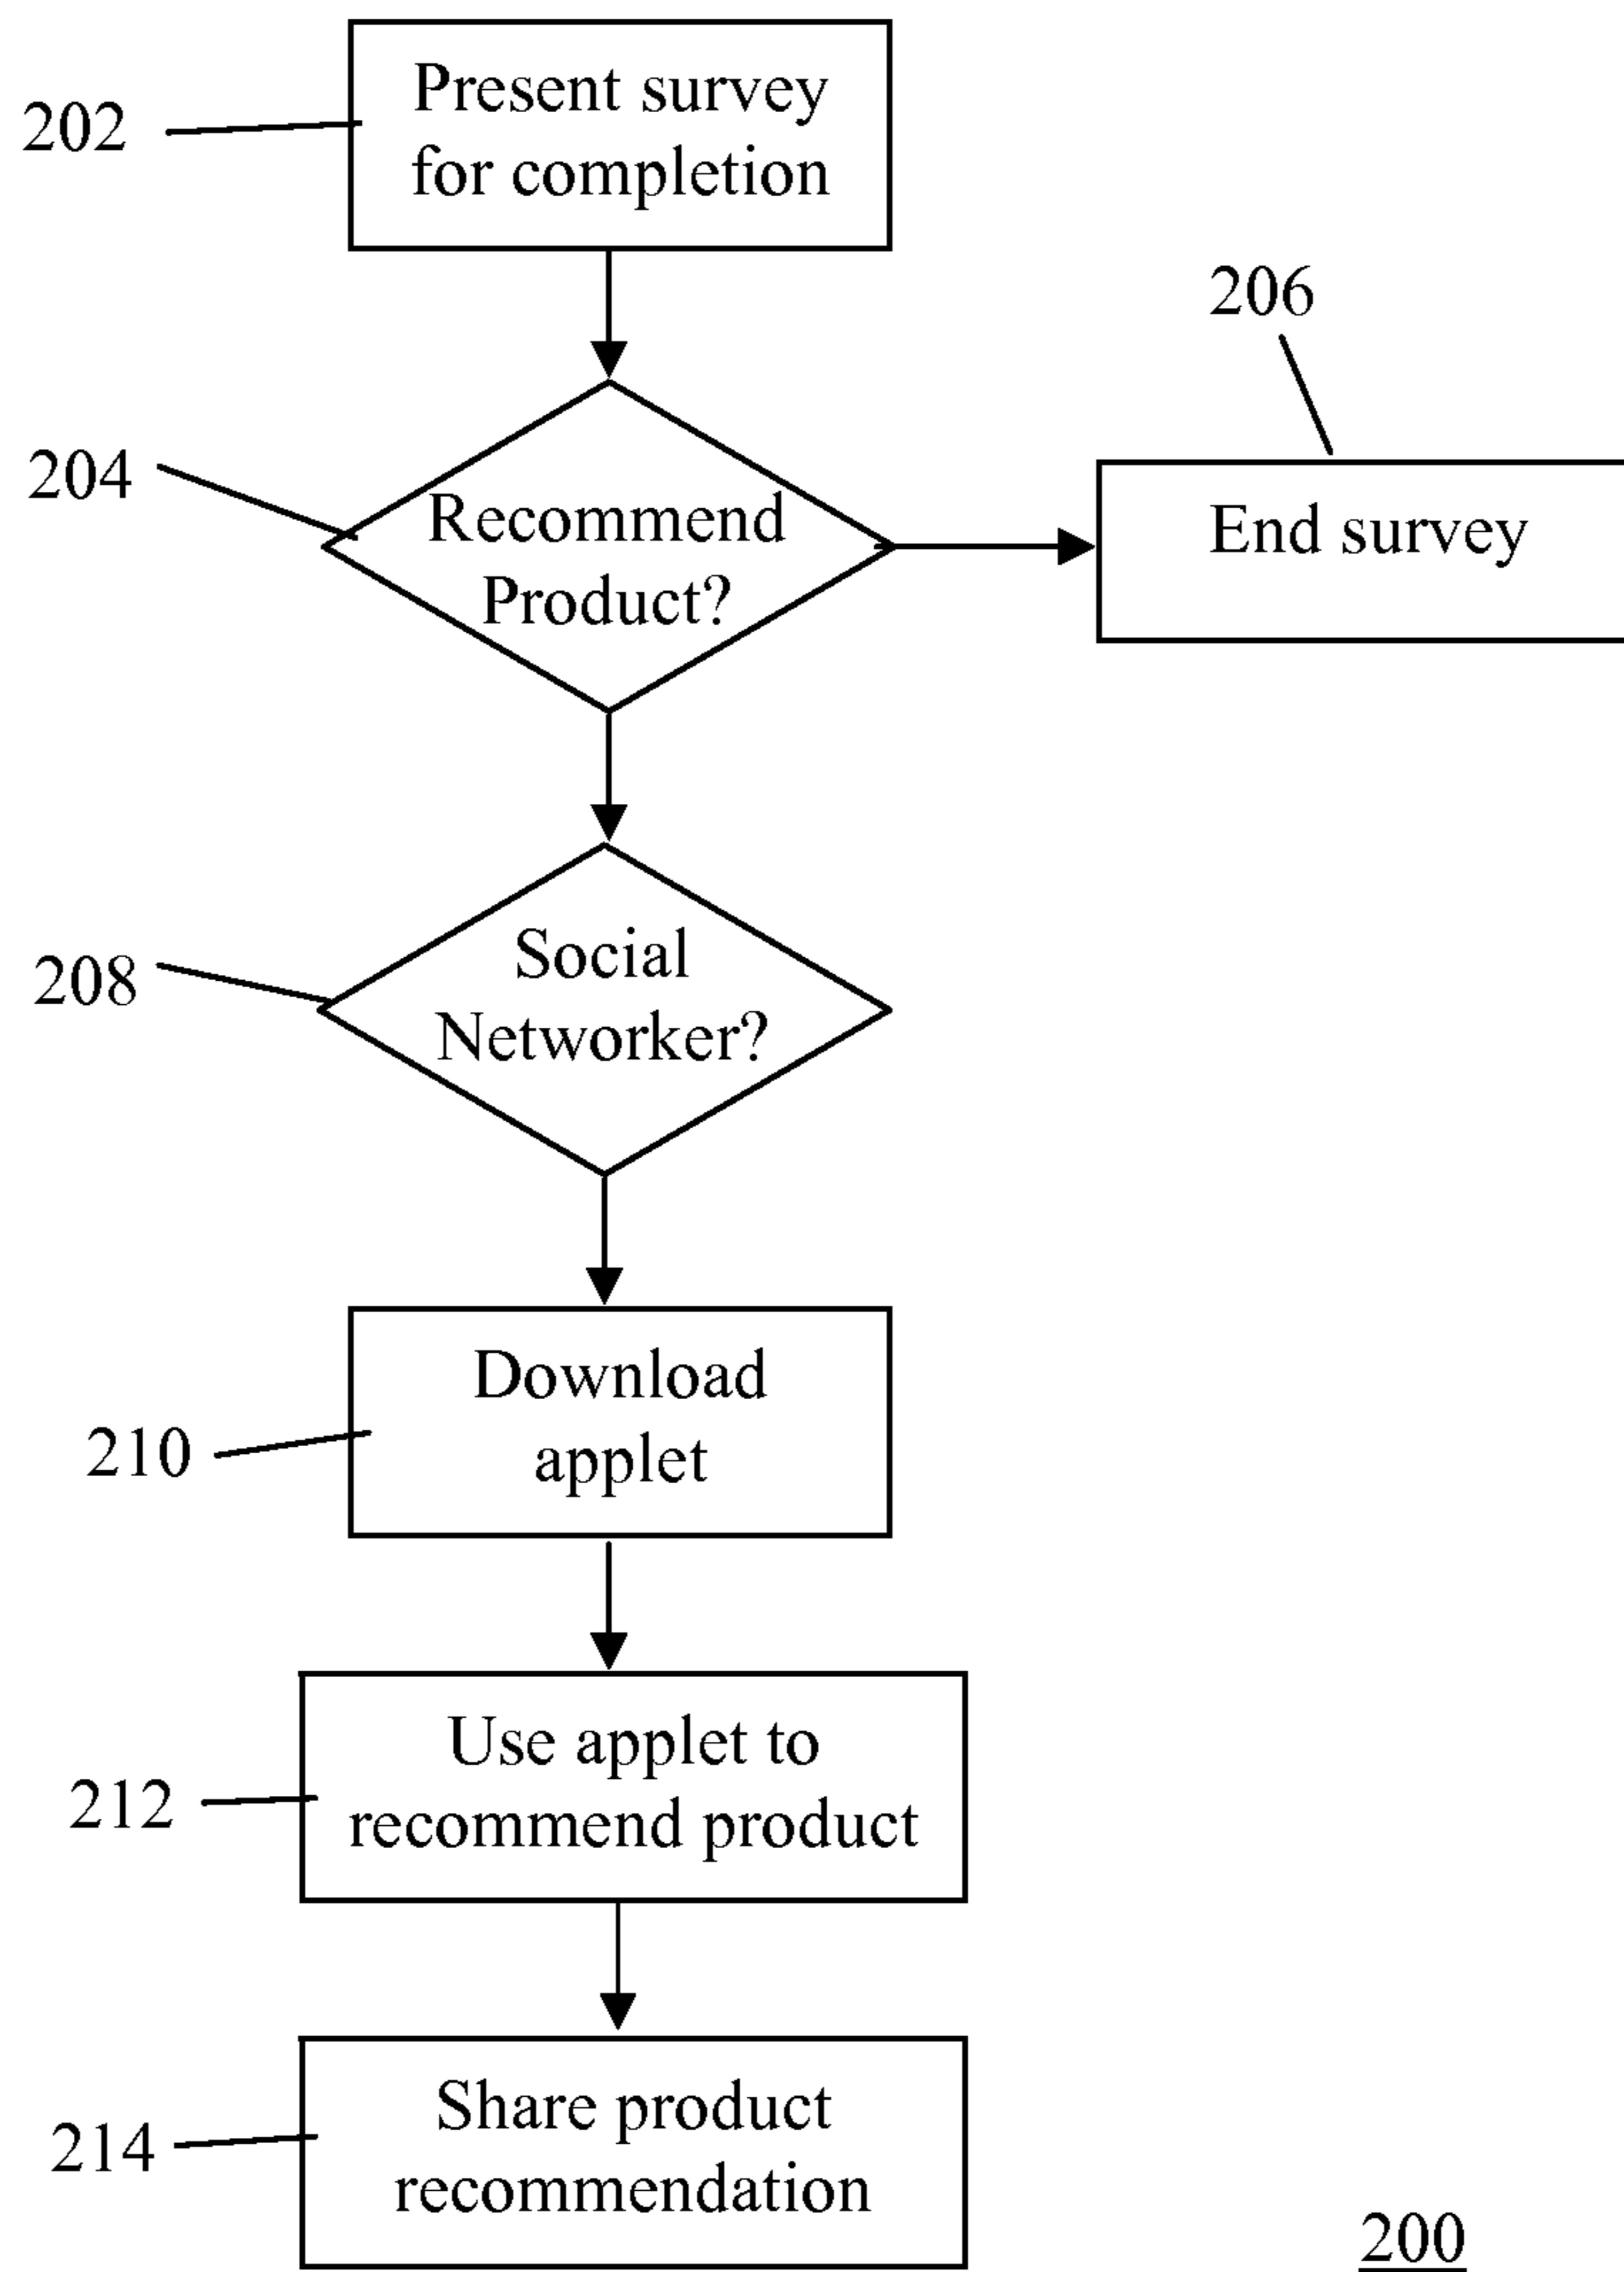 202
Present survey
for completion
206
204
Recommend
Product?
End survey
208
Social
Networker?
210
Download
applet
212
Use applet to
recommend product
214
Share product
recommendation
200